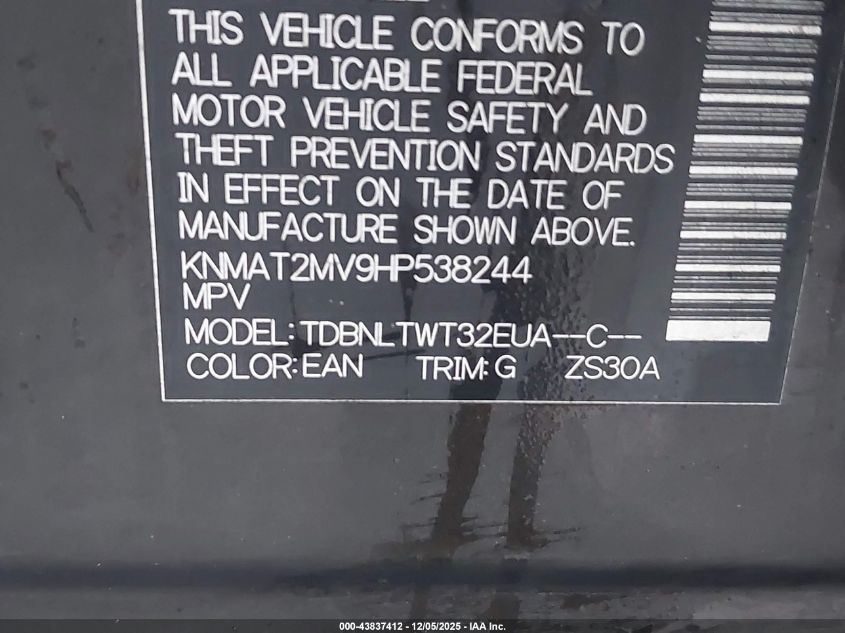 THIS VEHICLE CONFORMS TO
ALL APPLICABLE FEDERAL
MOTOR VEHICLE SAFETY AND
THEFT PREVENTION STANDARDS
IN EFFECT ON THE DATE OF
MANUFACTURE SHOWN ABOVE.
KNMAT2MV9HP538244
MPV
MODEL:TDBNLTWT32EUA--C--
COLOR:EAN TRIM:G ZS30A
000-43837412 - 12/05/2025 - IAA Inc.